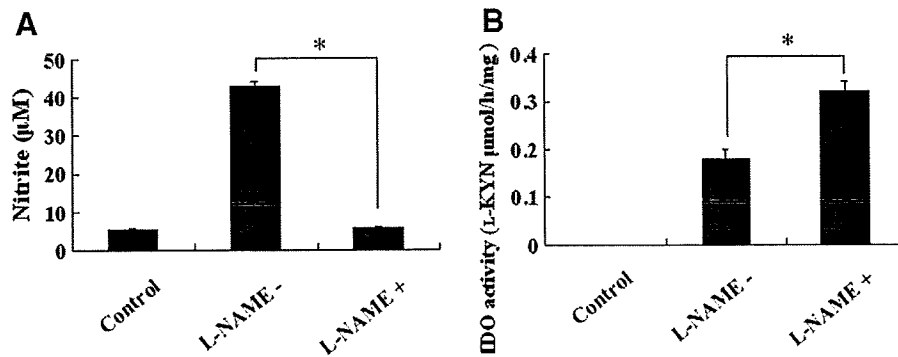 A
*
Nitrite (μM)
50
40
30
20
10
0
Control
L-NAME -
L-NAME +
B
*
IDO activity (L-KYN μmol/h/mg)
0.4
0.3
0.2
0.1
0
Control
L-NAME -
L-NAME +